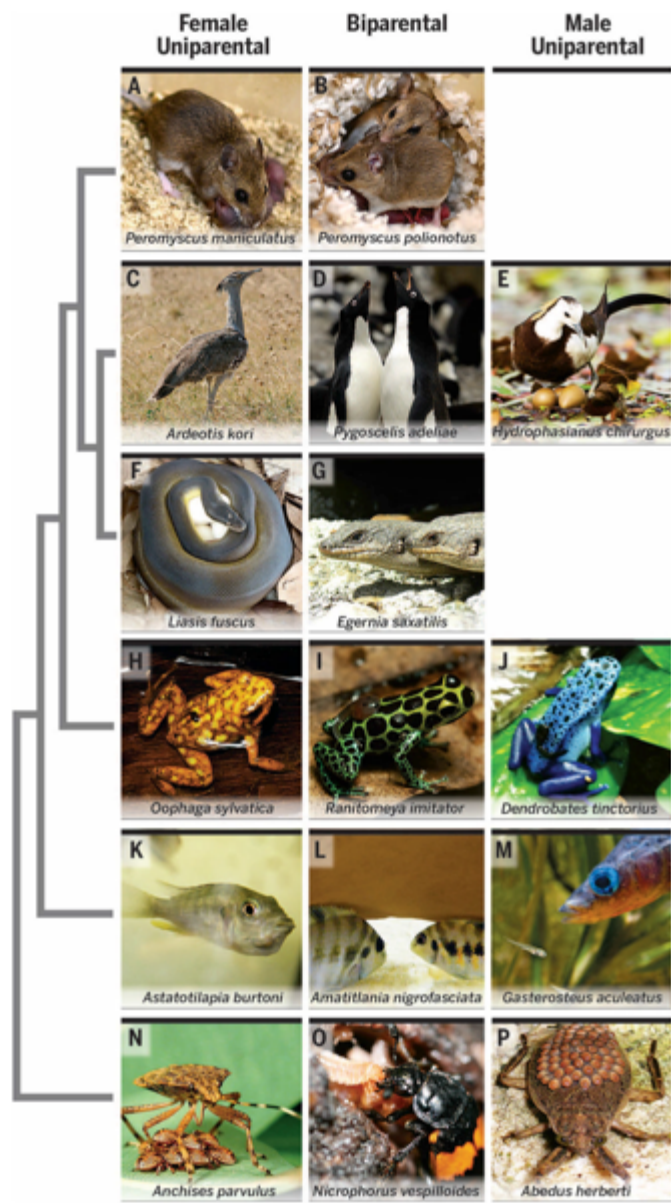 Female Uniparental
Biparental
Male Uniparental
A
B
Peromyscus maniculatus
Peromyscus polionotus
C
D
E
Ardeotis kori
Pygoscelis adeliae
Hydrophasianus chirurgus
F
G
Liasis fuscus
Egernia saxatilis
H
I
J
Oophaga sylvatica
Ranitomeya imitator
Dendrobates tinctorius
K
L
M
Astatotilapia burtoni
Amatitlania nigrofasciata
Gasterosteus aculeatus
N
O
P
Anchises parvulus
Nicrophorus vespilloides
Abedus herberti